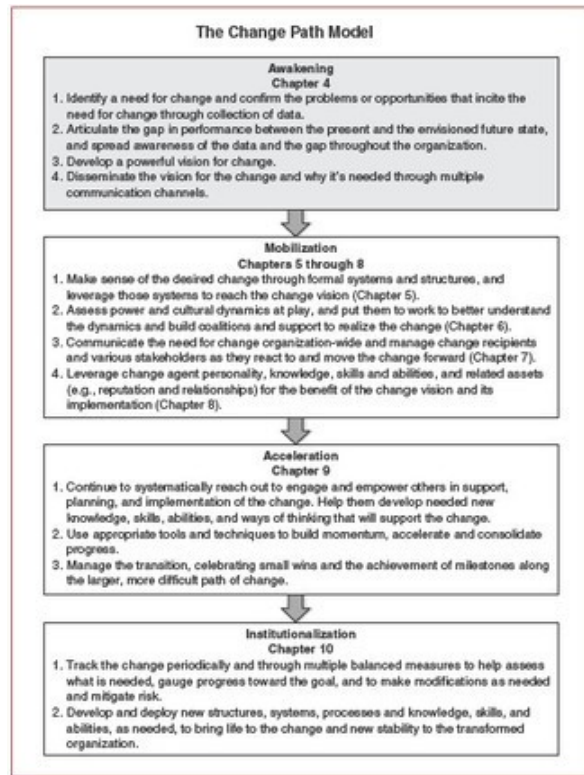 The Change Path Model
Awakening
Chapter 4
1. Identify a need for change and confirm the problems or opportunities that incite the
need for change through collection of data.
2. Articulate the gap in performance between the present and the envisioned future state,
and spread awareness of the data and the gap throughout the organization.
3. Develop a powerful vision for change.
4. Disseminate the vision for the change and why it's needed through multiple
communication channels.
Mobilization
Chapters 5 through 8
1. Make sense of the desired change through formal systems and structures, and
leverage those systems to reach the change vision (Chapter 5).
2. Assess power and cultural dynamics at play, and put them to work to better understand
the dynamics and build coalitions and support to realize the change (Chapter 6).
3. Communicate the need for change organization-wide and manage change recipients
and various stakeholders as they react to and move the change forward (Chapter 7).
4. Leverage change agent personality, knowledge, skills and abilities, and related assets
(e.g., reputation and relationships) for the benefit of the change vision and its
implementation (Chapter 8).
Acceleration
Chapter 9
1. Continue to systematically reach out to engage and empower others in support,
planning, and implementation of the change. Help them develop needed new
knowledge, skills, abilities, and ways of thinking that will support the change.
2. Use appropriate tools and techniques to build momentum, accelerate and consolidate
progress.
3. Manage the transition, celebrating small wins and the achievement of milestones along
the larger, more difficult path of change.
Institutionalization
Chapter 10
1. Track the change periodically and through multiple balanced measures to help assess
what is needed, gauge progress toward the goal, and to make modifications as needed
and mitigate risk.
2. Develop and deploy new structures, systems, processes and knowledge, skills, and
abilities, as needed, to bring life to the change and new stability to the transformed
organization.